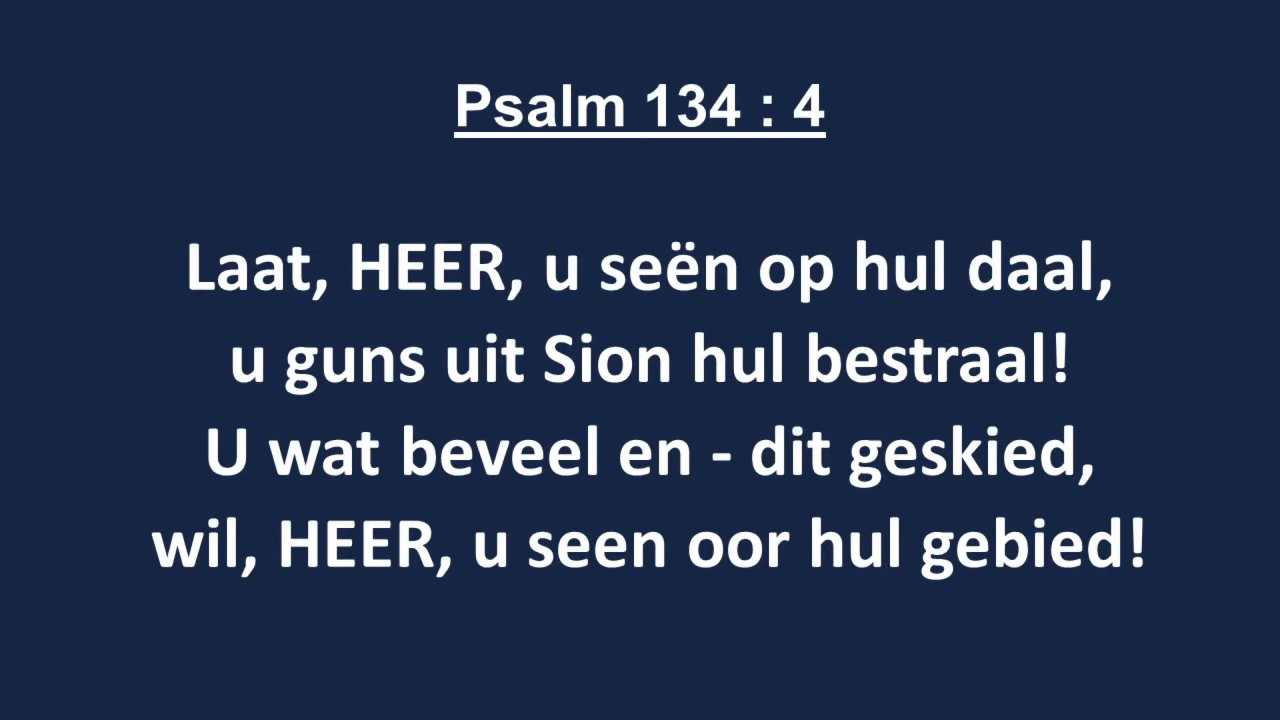 Psalm 134 : 4
Laat, HEER, u seën op hul daal,
u guns uit Sion hul bestraal!
U wat beveel en - dit geskied,
wil, HEER, u seen oor hul gebied!